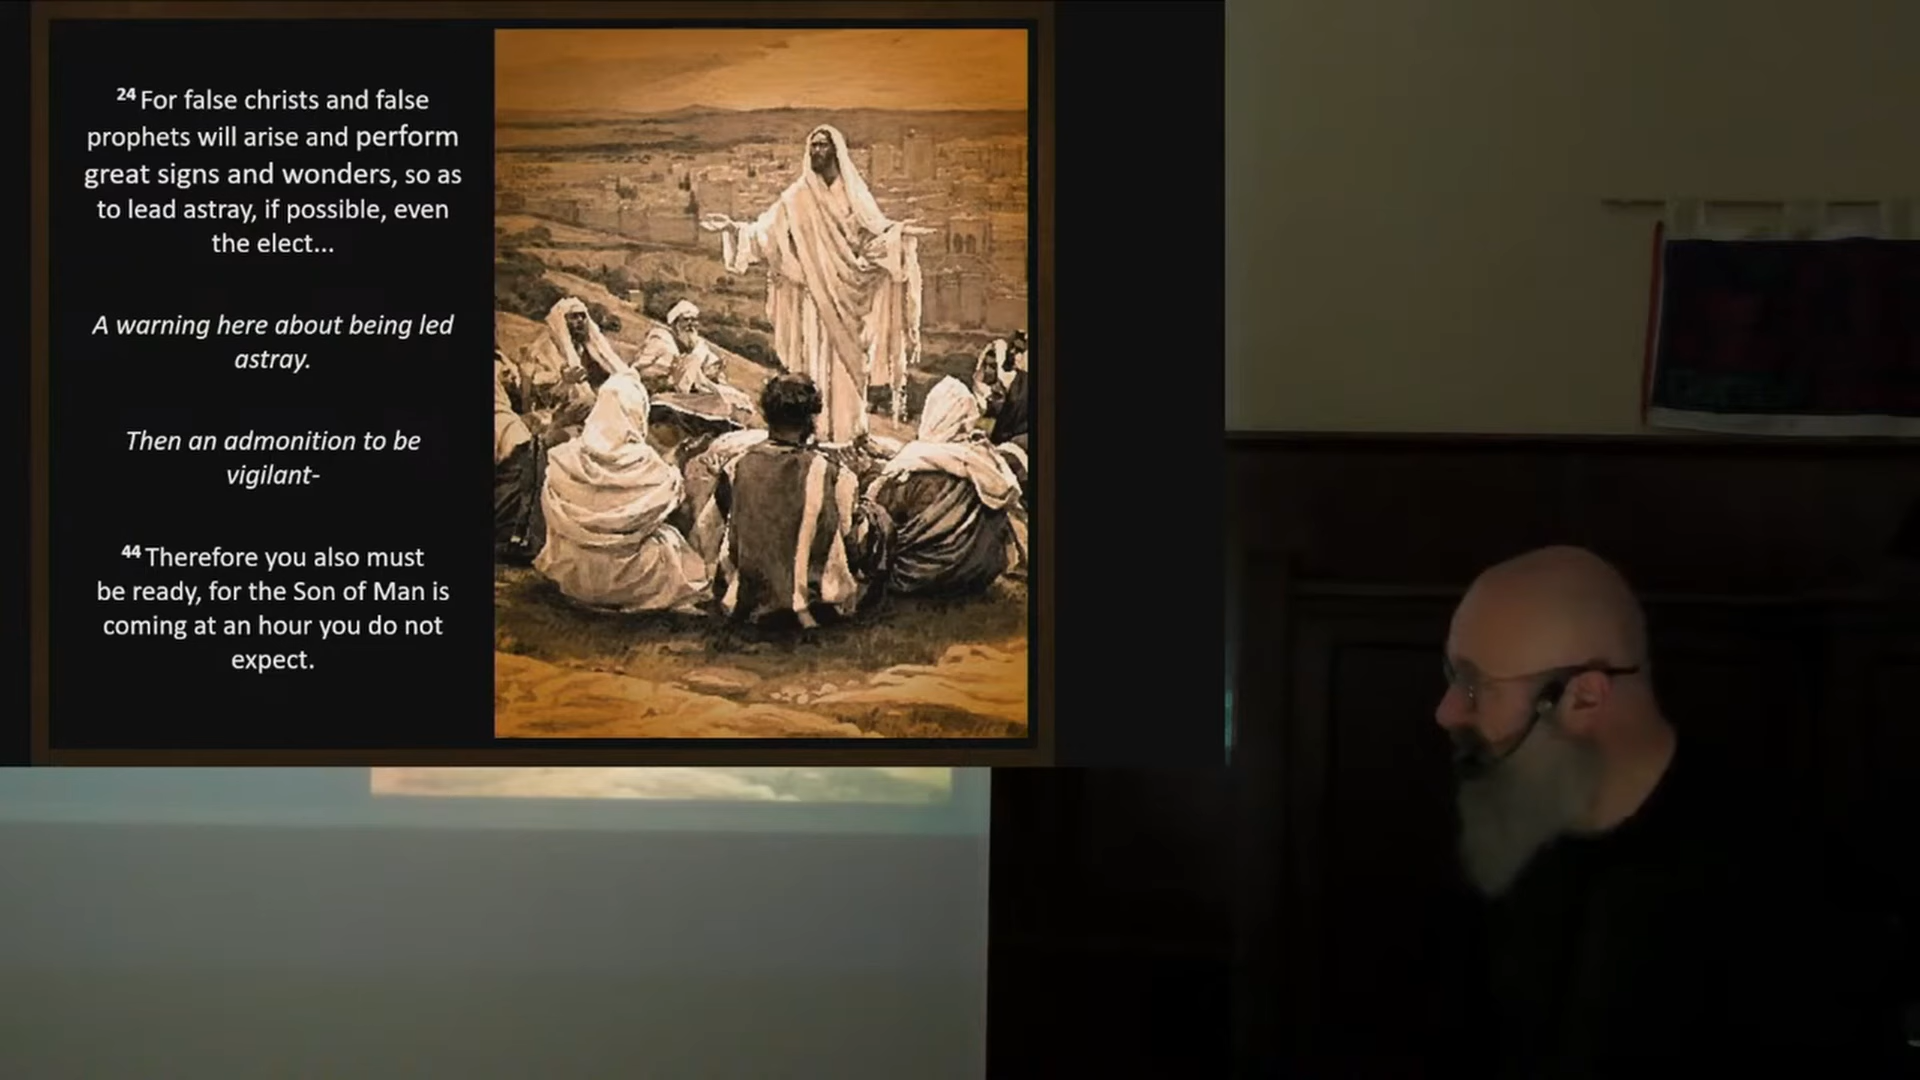 24 For false christs and false
prophets will arise and perform
great signs and wonders, so as
to lead astray, if possible, even
the elect...
A warning here about being led
astray.
Then an admonition to be
vigilant-
44 Therefore you also must
be ready, for the Son of Man is
coming at an hour you do not
expect.